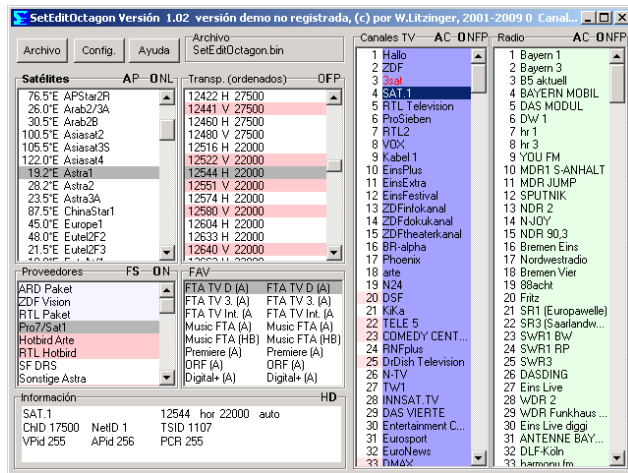 SetEditOctagon Versión 1.02 versión demo no registrada, (c) por W.Litzinger, 2001-2009 0 Canal...
Archivo
Config.
Ayuda
Archivo
SetEditOctagon.bin
Satélites AP-ONL
76.5°E APStar2R
26.0°E Arab2/3A
30.5°E Arab2B
100.5°E Asiasat2
105.5°E Asiasat3S
122.0°E Asiasat4
19.2°E Astra1
28.2°E Astra2
23.5°E Astra3A
87.5°E ChinaStar1
45.0°E Europe1
48.0°E Eutel2F2
21.5°E Eutel2F3
Transp. (ordenados) OFP
12422 H 27500
12441 V 27500
12460 H 27500
12480 V 27500
12516 H 22000
12522 V 22000
12544 H 22000
12551 V 22000
12574 H 22000
12580 V 22000
12604 H 22000
12633 H 22000
12640 V 22000
Proveedores FS ON
ARD Paket
ZDF Vision
RTL Paket
Pro7/Sat1
Hotbird Arte
RTL Hotbird
SF DRS
Sonstige Astra
FAV
FTA TV D (A) FTA TV D (A)
FTA TV 3. (A) FTA TV 3. (A)
FTA TV Int. (A FTA TV Int. (A
Music FTA (A) Music FTA (A)
Music FTA (HB) Music FTA (HB)
Premiere (A) Premiere (A)
ORF (A) ORF (A)
Digital+ (A) Digital+ (A)
Información HD-
SAT.1 12544 hor 22000 auto
ChID 17500 NetID 1 TSID 1107
VPid 255 APid 256 PCR 255
Canales TV AC-ONFP
1 Hallo
2 ZDF
3 3sat
4 SAT.1
5 RTL Television
6 ProSieben
7 RTL2
8 VOX
9 Kabel 1
10 EinsPlus
11 EinsExtra
12 EinsFestival
13 ZDFinfokanal
14 ZDFdokukanal
15 ZDFtheaterkanal
16 BR-alpha
17 Phoenix
18 arte
19 N24
20 DSF
21 KiKa
22 TELE 5
23 COMEDY CENT...
24 RNFplus
25 DrDish Television
26 N-TV
27 TW1
28 INNSAT.TV
29 DAS VIERTE
30 Entertainment C...
31 Eurosport
32 EuroNews
33 DMAX
Radio AC ONFP
1 Bayern 1
2 Bayern 3
3 B5 aktuell
4 BAYERN MOBIL
5 DAS MODUL
6 DW 1
7 hr 1
8 hr 3
9 YOU FM
10 MDR1 S-ANHALT
11 MDR JUMP
12 SPUTNIK
13 NDR 2
14 N-JOY
15 NDR 90,3
16 Bremen Eins
17 Nordwestradio
18 Bremen Vier
19 88acht
20 Fritz
21 SR1 (Europawelle)
22 SR3 (Saarlandw...
23 SWR1 BW
24 SWR1 RP
25 SWR3
26 DASDING
27 Eins Live
28 WDR 2
29 WDR Funkhaus ...
30 Eins Live diggi
31 ANTENNE BAY...
32 DLF-Köln
33 harmony fm